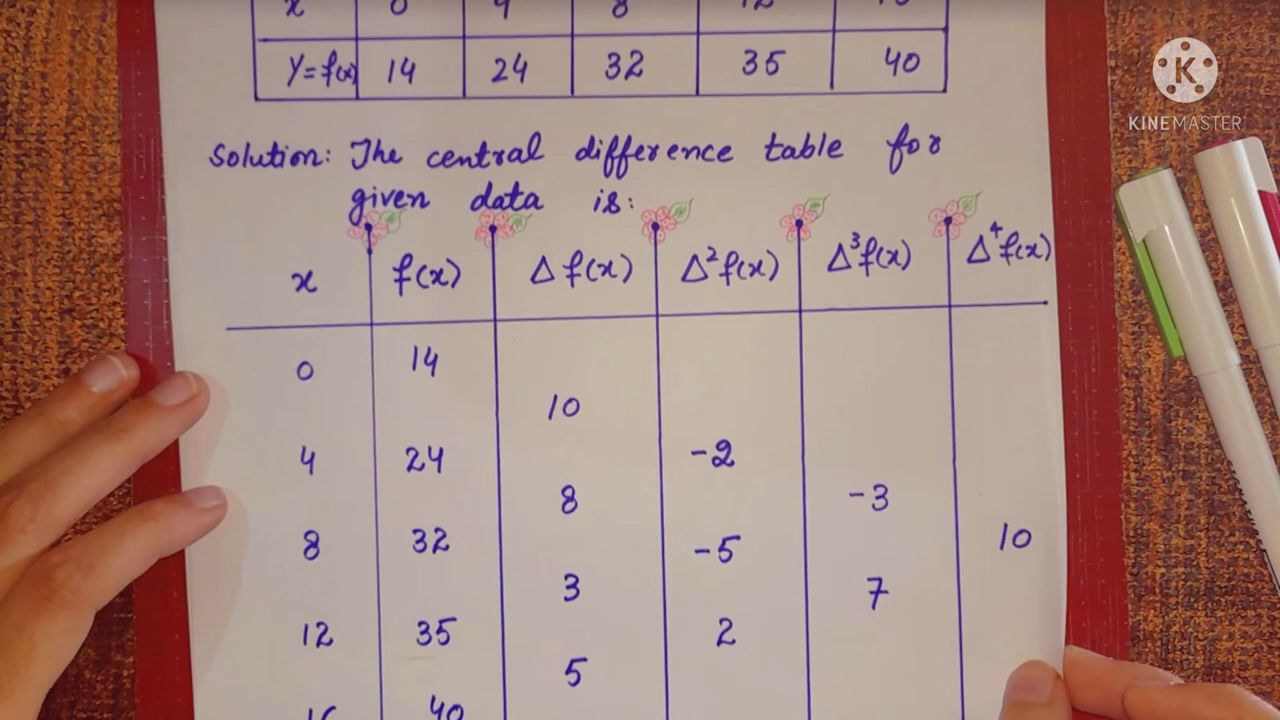 x 0 4 8 12 16
Y=f(x) 14 24 32 35 40
KINEMASTER
Solution: The central difference table for
given data is:
x f(x) Δ f(x) Δ²f(x) Δ³f(x) Δ⁴f(x)
0 14
10
4 24 -2
8 -3
8 32 -5 10
3 7
12 35 2
5
16 40